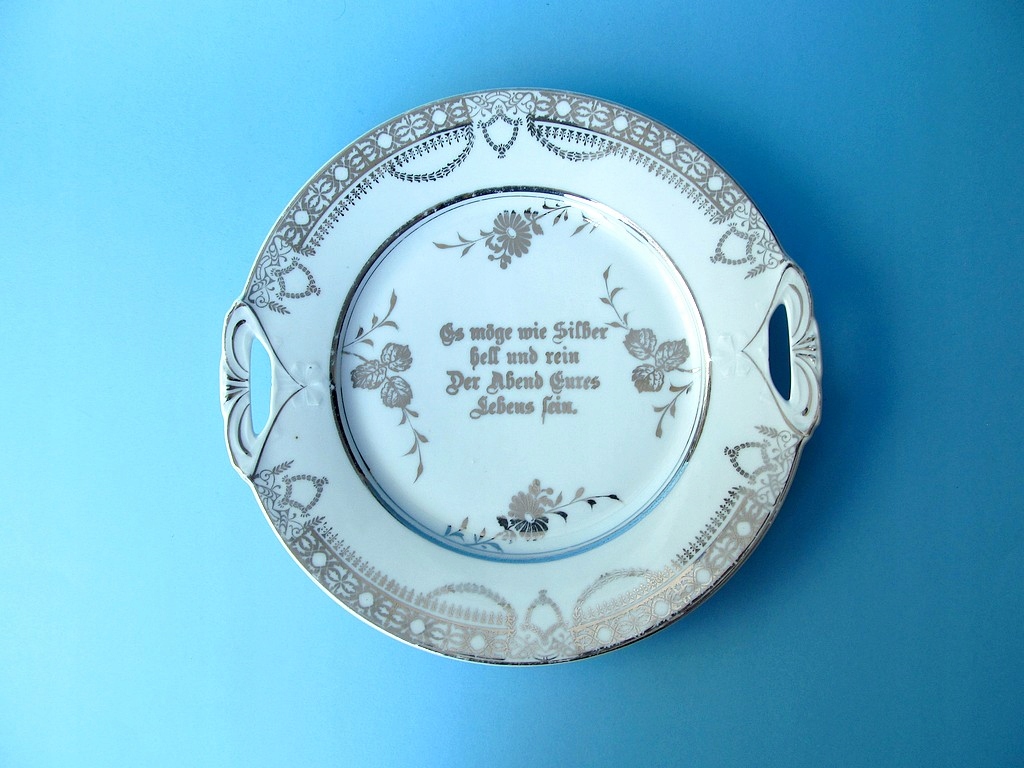 Es möge wie Silber
hell und rein
Der Abend Eures
Lebens sein.